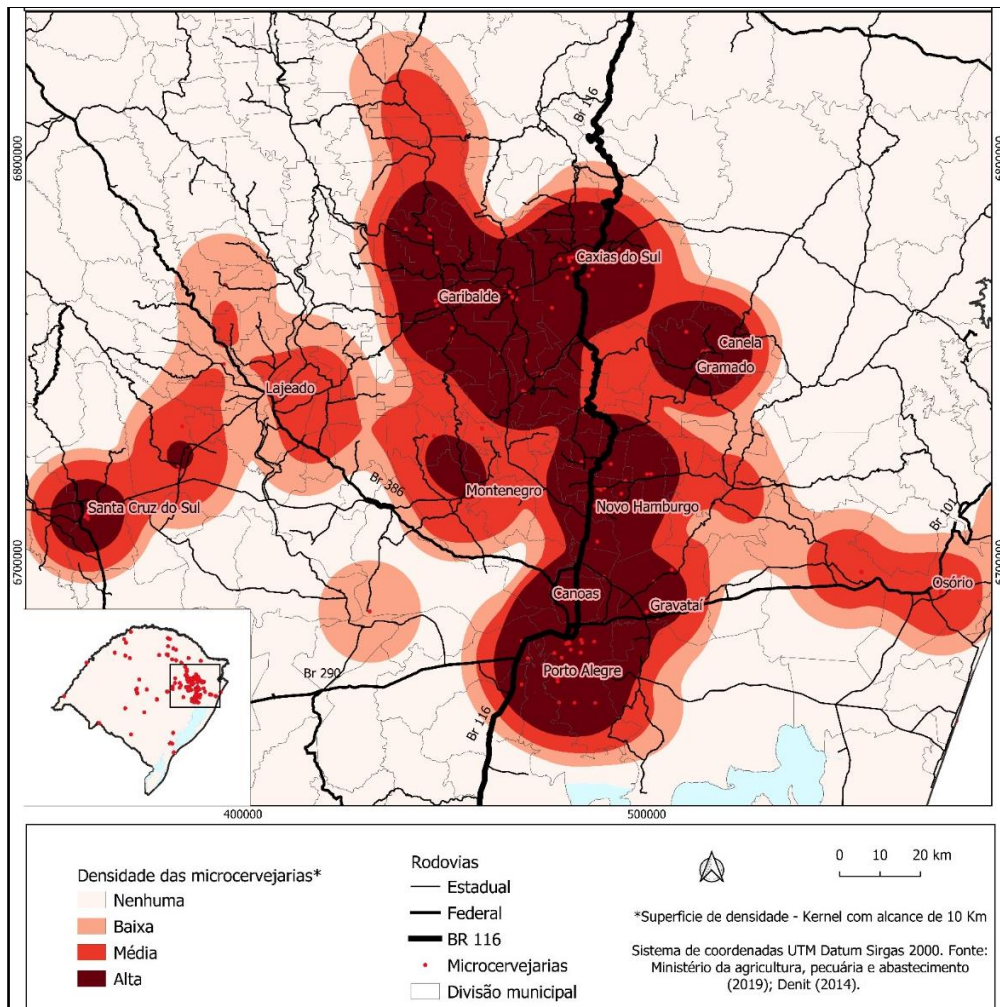 Br 116
6800000
6800000
Caxias do Sul
Garibalde
Canela
Gramado
Lajeado
Santa Cruz do Sul
Br 386
Montenegro
Novo Hamburgo
Br 101
6700000
6700000
Canoas
Gravataí
Osório
Br 290
Porto Alegre
Br 116
400000
500000
Densidade das microcervejarias*
Nenhuma
Baixa
Média
Alta
Rodovias
Estadual
Federal
BR 116
Microcervejarias
Divisão municipal
0 10 20 km
*Superficie de densidade - Kernel com alcance de 10 Km
Sistema de coordenadas UTM Datum Sirgas 2000. Fonte:
Ministério da agricultura, pecuária e abastecimento
(2019); Denit (2014).